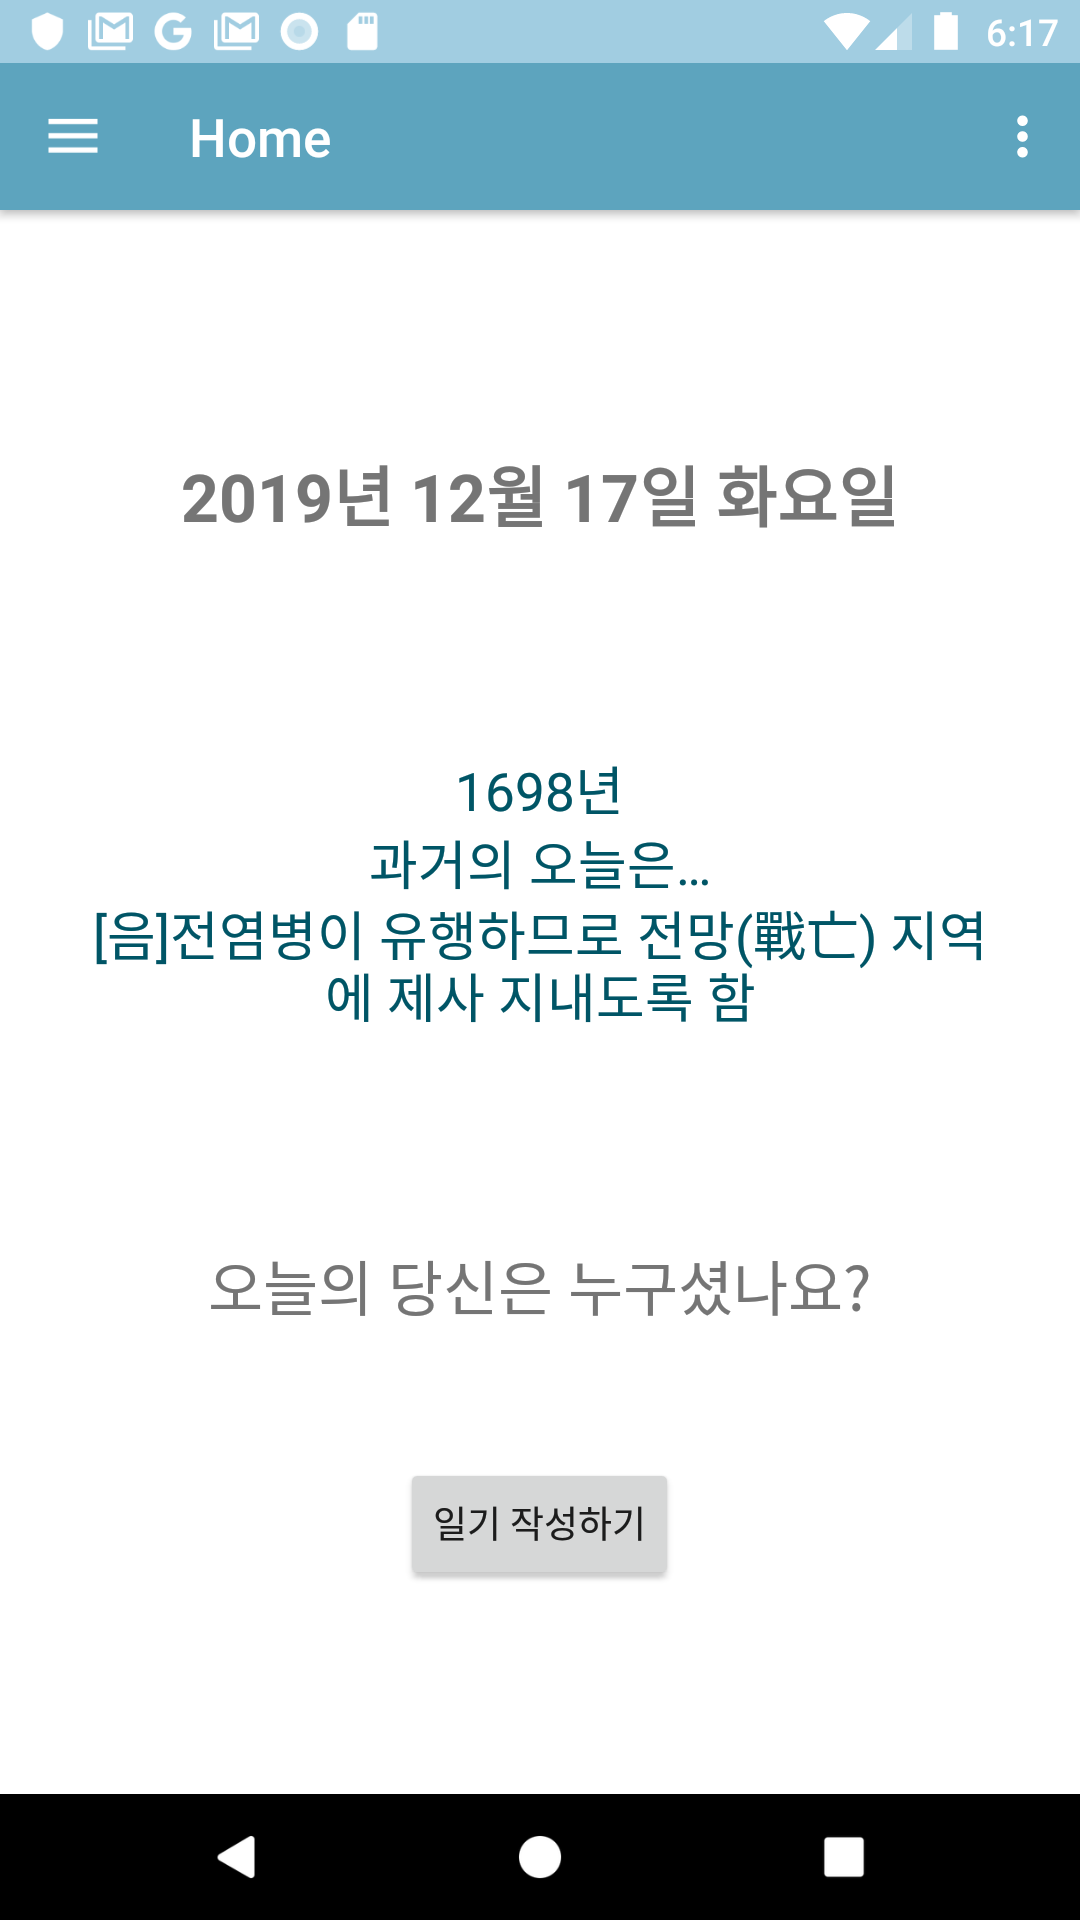 6:17
Home
2019년 12월 17일 화요일
1698년
과거의 오늘은...
[음]전염병이 유행하므로 전망(戰亡) 지역
에 제사 지내도록 함
오늘의 당신은 누구셨나요?
일기 작성하기